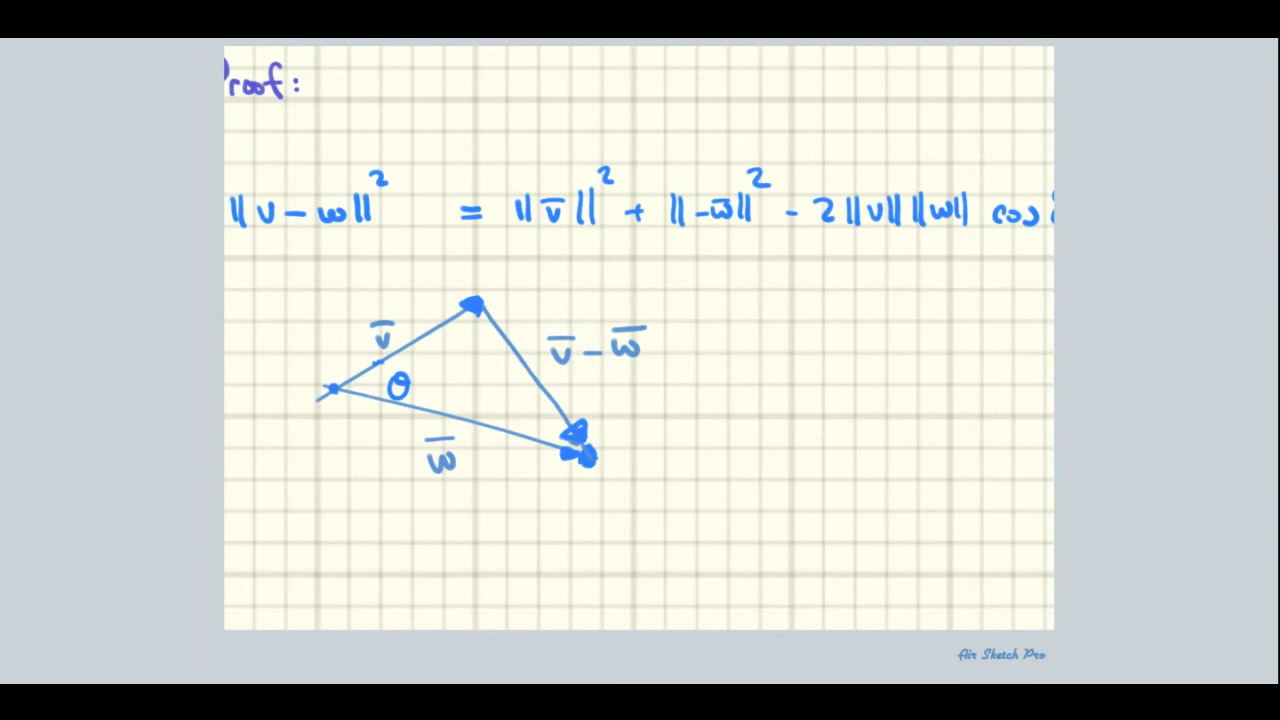 Proof:
||v - w||² = ||v̅||² + ||-w̅||² - 2||v|| ||w|| cos
v̅
v̅ - w̅
θ
w̅
Air Sketch Pro